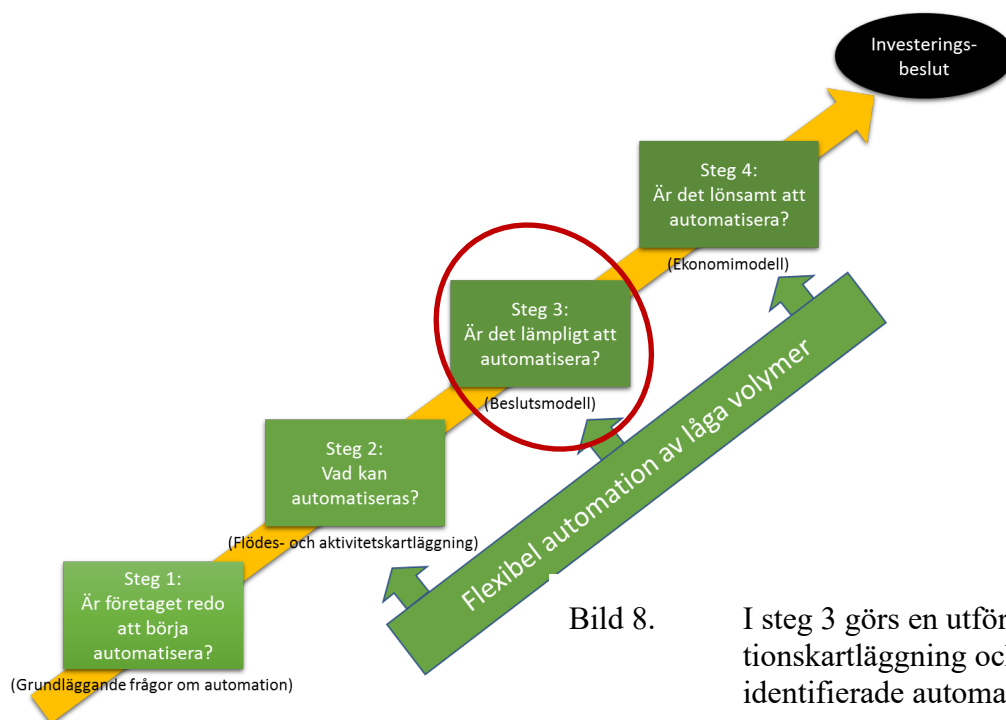 Investerings-
beslut
Steg 4:
Är det lönsamt att
automatisera?
(Ekonomimodell)
Steg 3:
Är det lämpligt att
automatisera?
(Beslutsmodell)
Steg 2:
Vad kan
automatiseras?
(Flödes- och aktivitetskartläggning)
Steg 1:
Är företaget redo
att börja
automatisera?
(Grundläggande frågor om automation)
Flexibel automation av låga volymer
Bild 8.
I steg 3 görs en utför
tionskartläggning och
identifierade automa